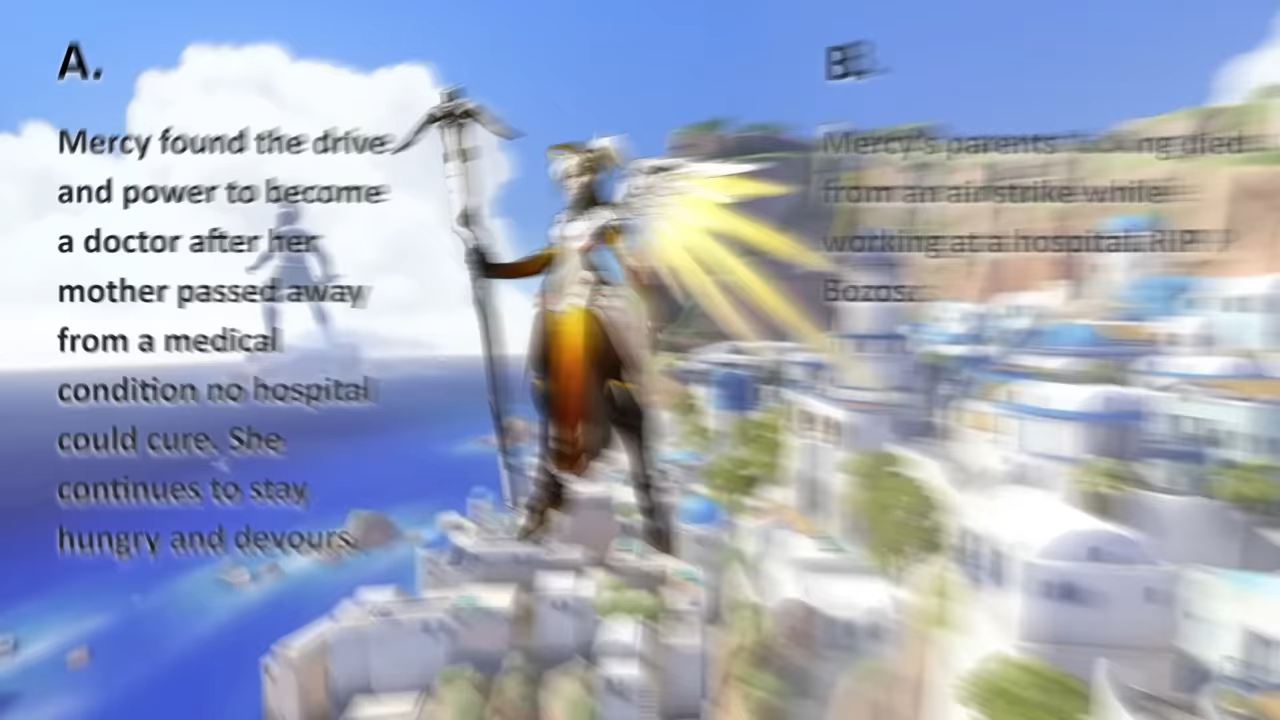 A.
Mercy found the drive
and power to become
a doctor after her
mother passed away
from a medical
condition no hospital
could cure. She
continues to stay
hungry and devours.
B.
Mercy's parents died
from an air strike while
working at a hospital. RIP